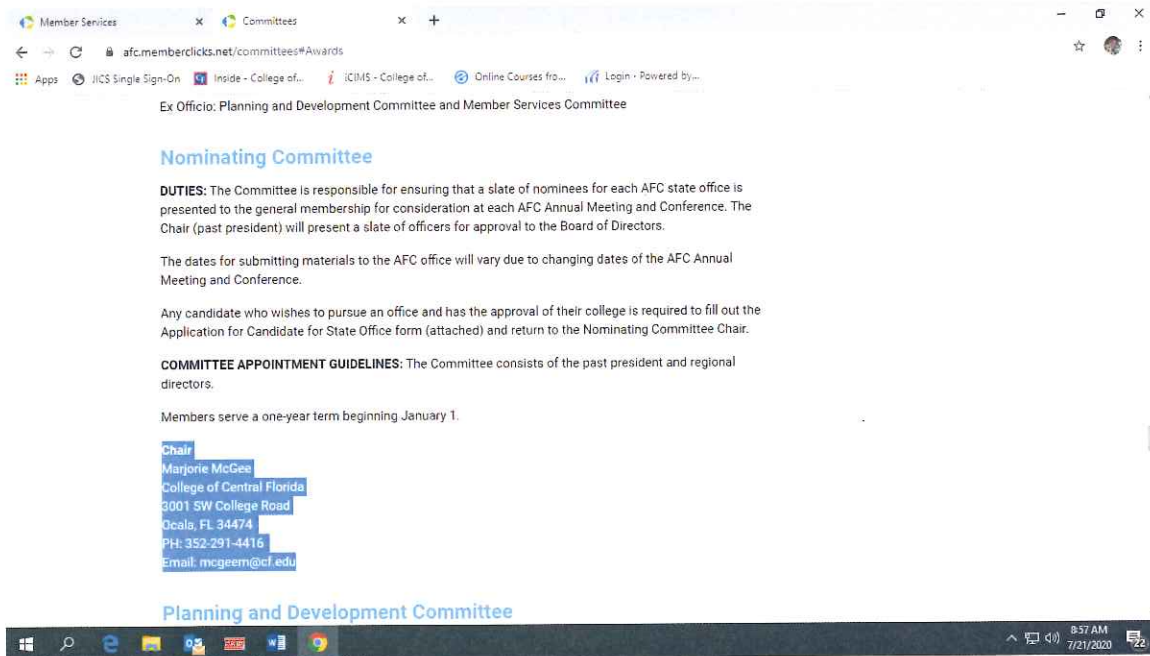 Member Services
Committees
afc.memberclicks.net/committees#Awards
Apps JICS Single Sign-On Inside - College of... iCIMS - College of... Online Courses fro... Login - Powered by...
Ex Officio: Planning and Development Committee and Member Services Committee
Nominating Committee
DUTIES: The Committee is responsible for ensuring that a slate of nominees for each AFC state office is
presented to the general membership for consideration at each AFC Annual Meeting and Conference. The
Chair (past president) will present a slate of officers for approval to the Board of Directors.
The dates for submitting materials to the AFC office will vary due to changing dates of the AFC Annual
Meeting and Conference.
Any candidate who wishes to pursue an office and has the approval of their college is required to fill out the
Application for Candidate for State Office form (attached) and return to the Nominating Committee Chair.
COMMITTEE APPOINTMENT GUIDELINES: The Committee consists of the past president and regional
directors.
Members serve a one-year term beginning January 1.
Chair
Marjorie McGee
College of Central Florida
3001 SW College Road
Ocala, FL 34474
PH: 352-291-4416
Email: mcgeem@cf.edu
Planning and Development Committee
8:57 AM
7/21/2020
22